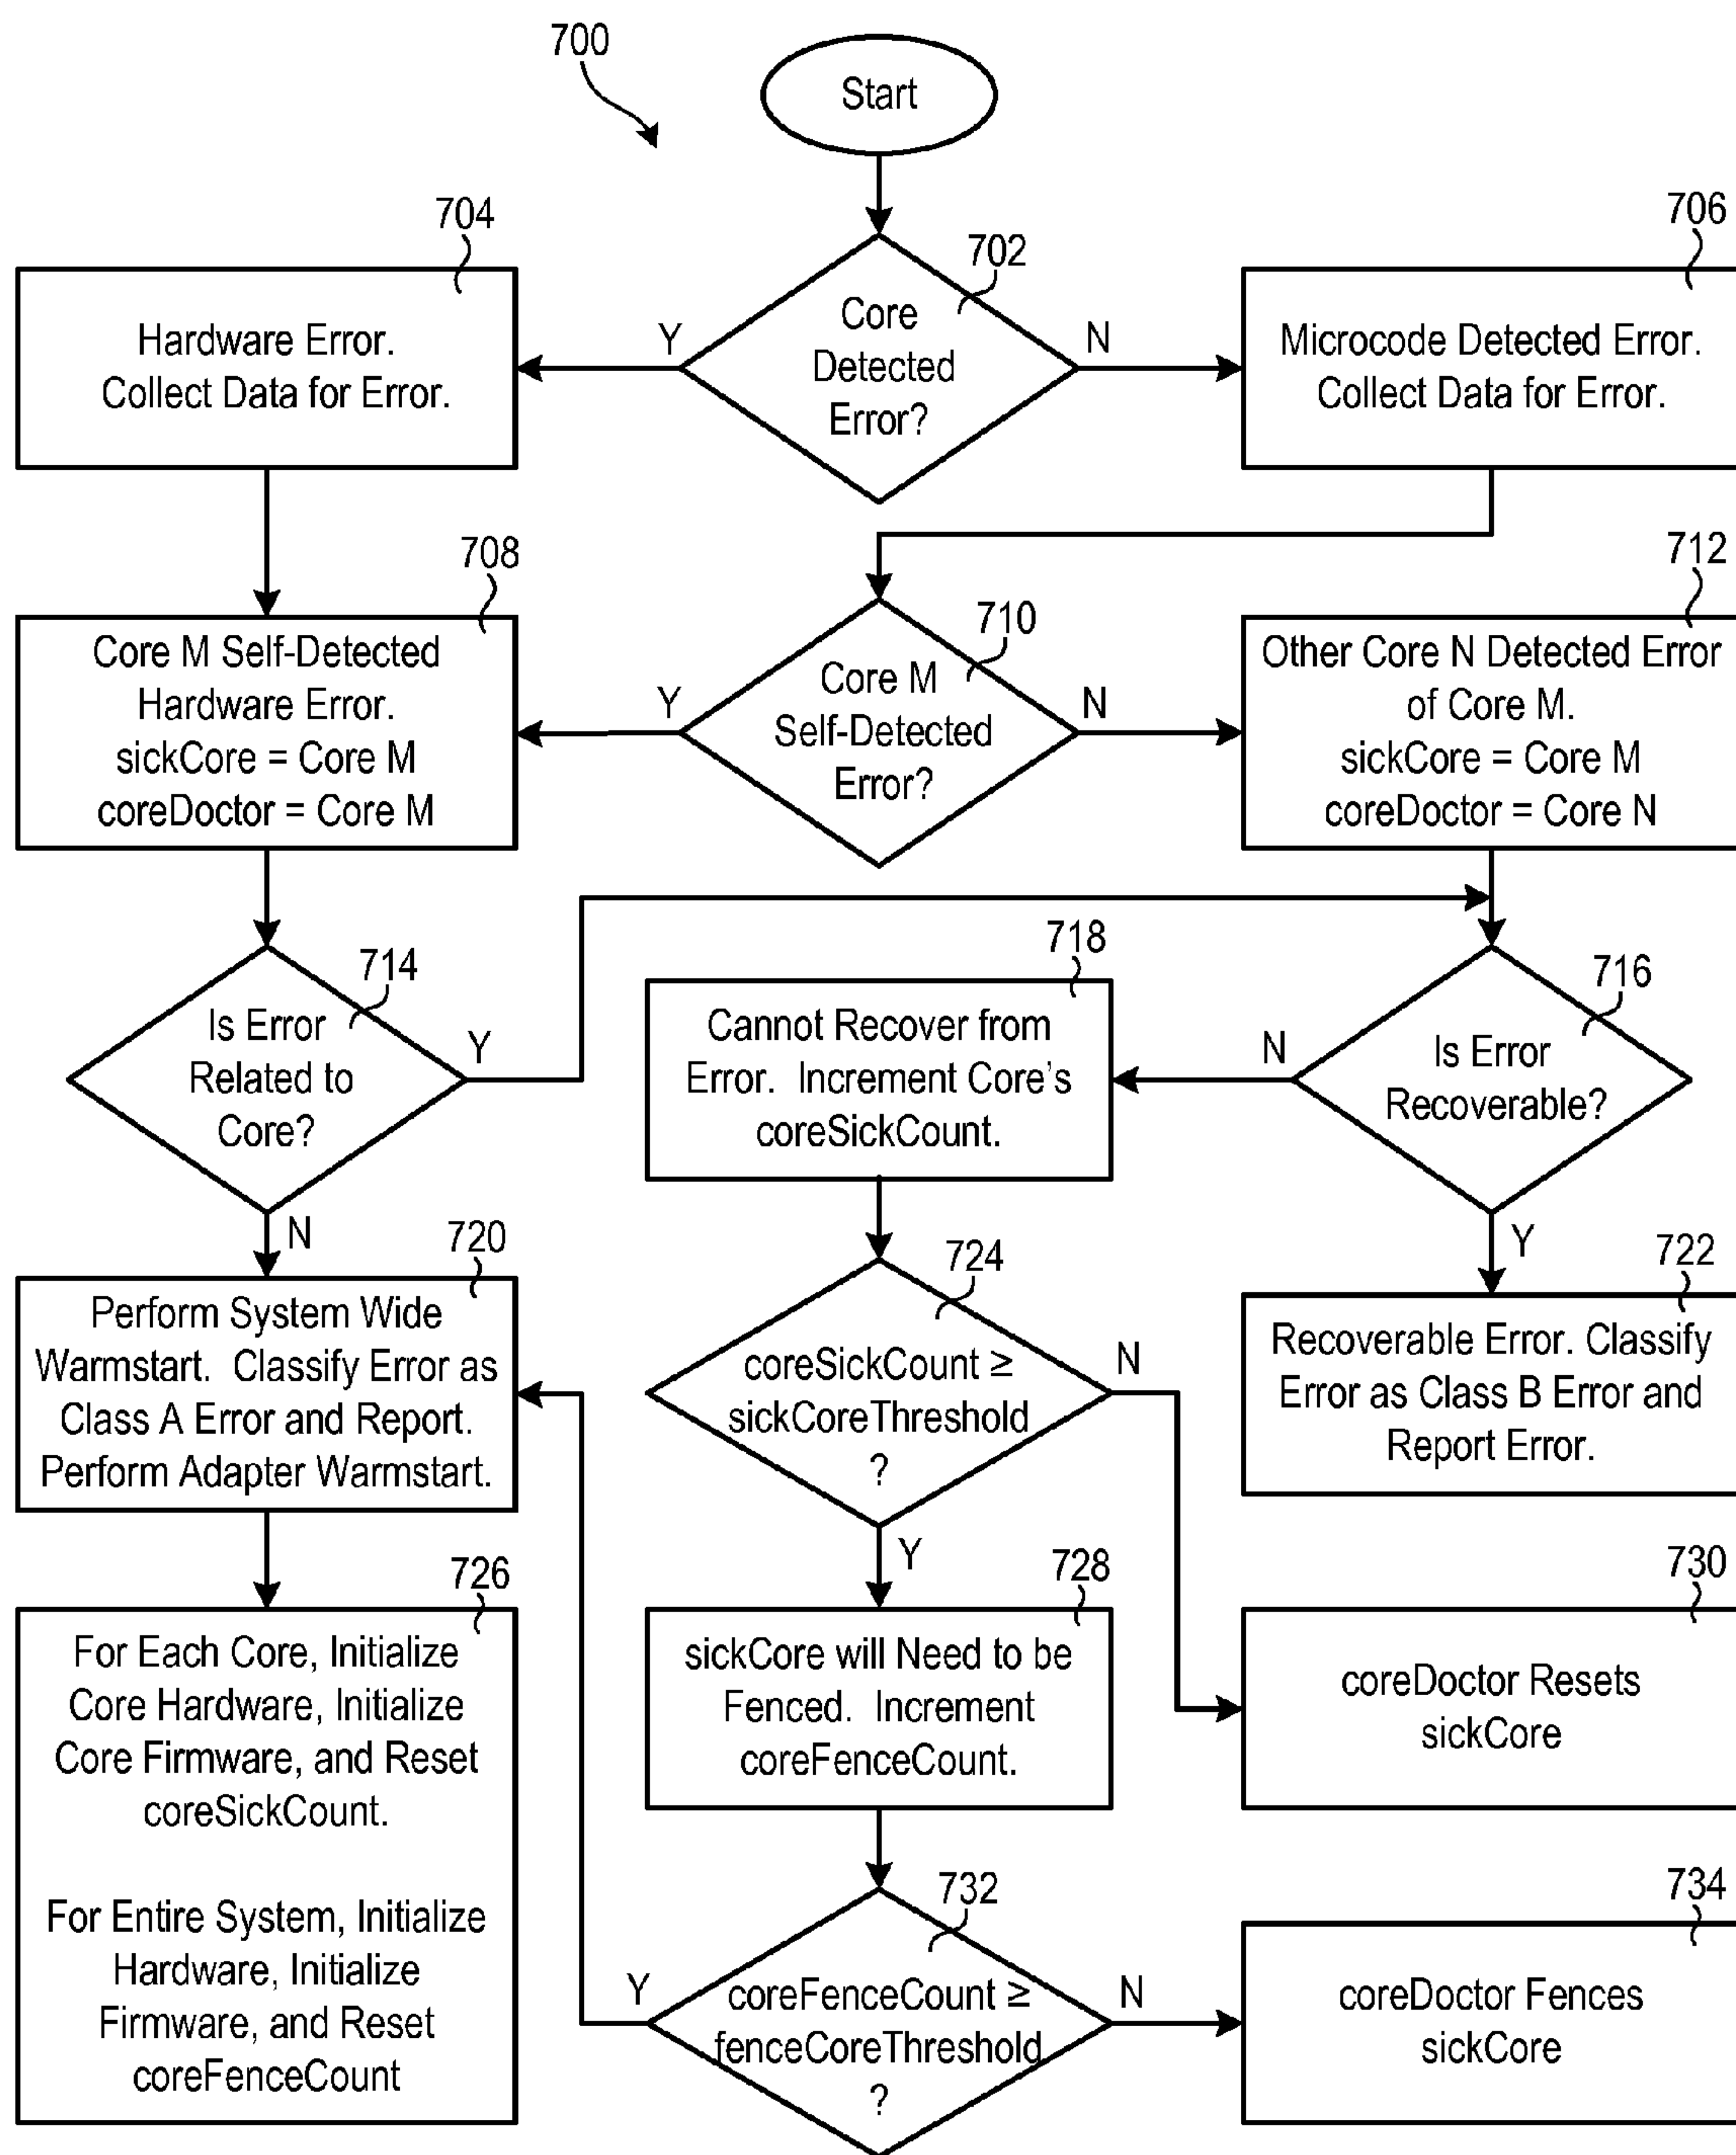 700
Start
704
706
702
Hardware Error.
Collect Data for Error.
Y
Core
Detected
Error?
N
Microcode Detected Error.
Collect Data for Error.
708
712
710
Core M Self-Detected
Hardware Error.
sickCore = Core M
coreDoctor = Core M
Y
Core M
Self-Detected
Error?
N
Other Core N Detected Error
of Core M.
sickCore = Core M
coreDoctor = Core N
714
718
716
Is Error
Related to
Core?
Y
Cannot Recover from
Error. Increment Core's
coreSickCount.
N
Is Error
Recoverable?
N
Y
720
724
722
Perform System Wide
Warmstart. Classify Error as
Class A Error and Report.
Perform Adapter Warmstart.
coreSickCount ≥
sickCoreThreshold
?
N
Recoverable Error. Classify
Error as Class B Error and
Report Error.
Y
726
728
730
For Each Core, Initialize
Core Hardware, Initialize
Core Firmware, and Reset
coreSickCount.
For Entire System, Initialize
Hardware, Initialize
Firmware, and Reset
coreFenceCount
sickCore will Need to be
Fenced. Increment
coreFenceCount.
coreDoctor Resets
sickCore
732
734
Y
coreFenceCount ≥
fenceCoreThreshold
?
N
coreDoctor Fences
sickCore